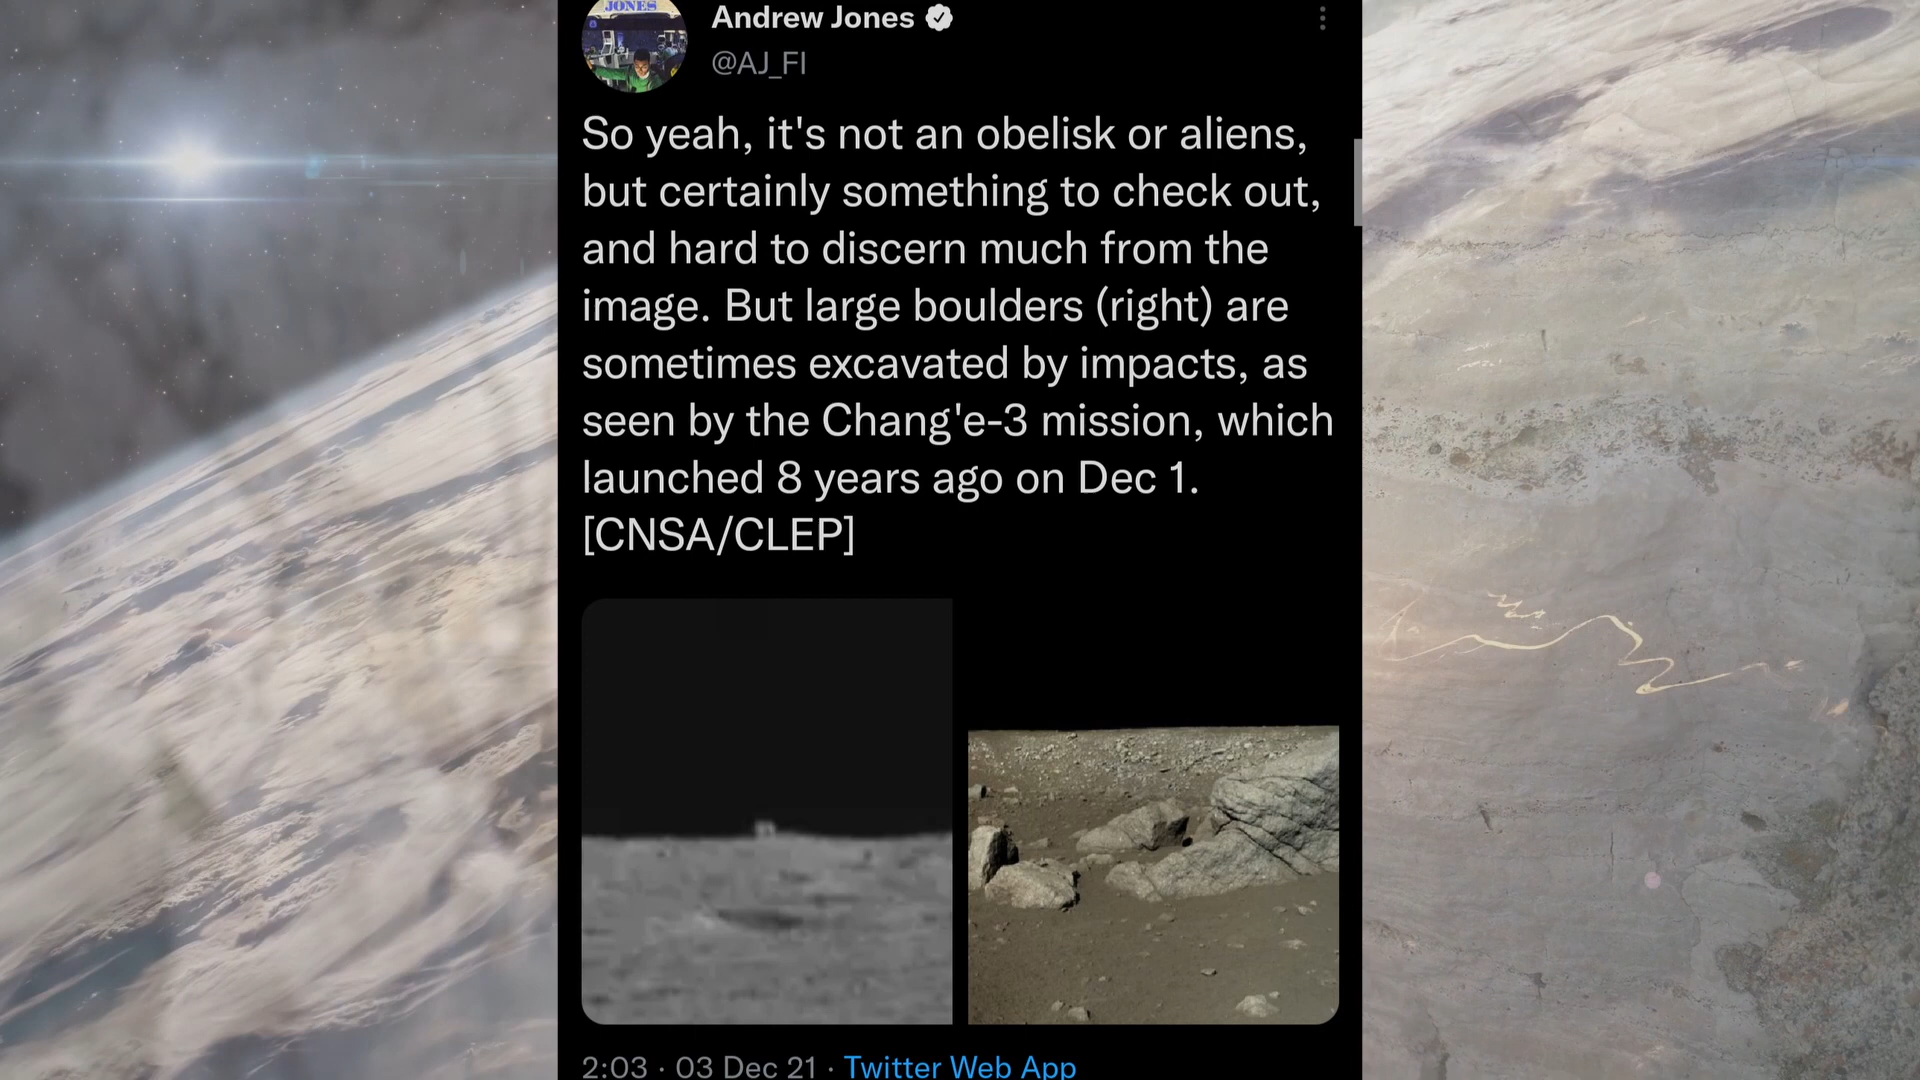 JONES
Andrew Jones
@AJ_FI
So yeah, it's not an obelisk or aliens,
but certainly something to check out,
and hard to discern much from the
image. But large boulders (right) are
sometimes excavated by impacts, as
seen by the Chang'e-3 mission, which
launched 8 years ago on Dec 1.
[CNSA/CLEP]
2:03 · 03 Dec 21 · Twitter Web App